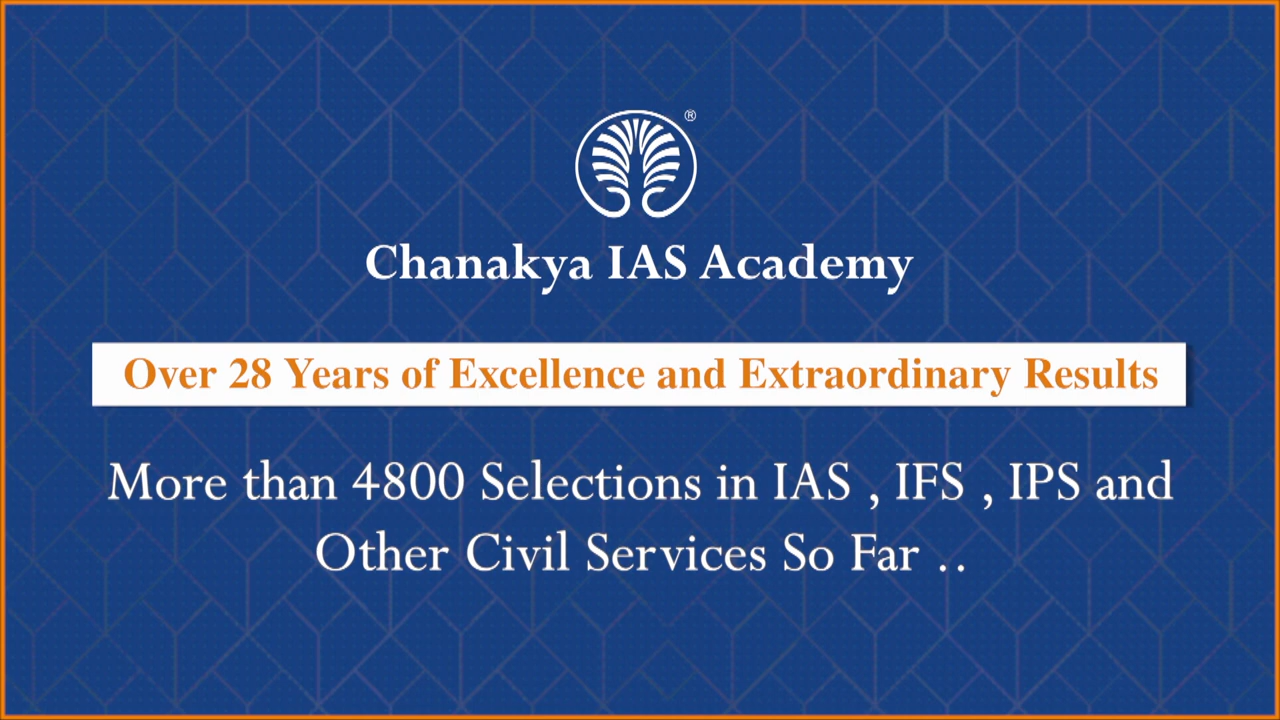 ®
Chanakya IAS Academy
Over 28 Years of Excellence and Extraordinary Results
More than 4800 Selections in IAS , IFS , IPS and
Other Civil Services So Far ..